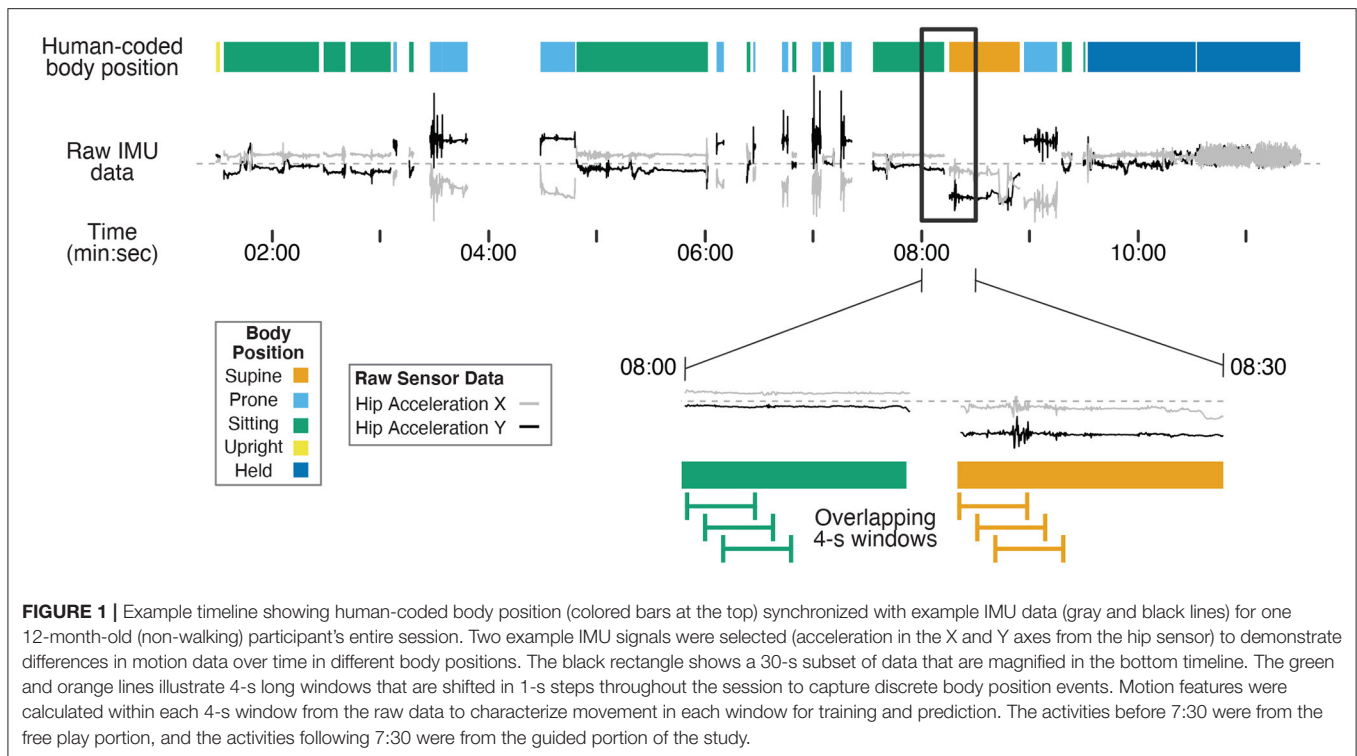 Human-coded
body position
Raw IMU
data
Time
(min:sec)
02:00
04:00
06:00
08:00
10:00
08:00
08:30
Body
Position
Supine
Prone
Sitting
Upright
Held
Raw Sensor Data
Hip Acceleration X
Hip Acceleration Y
Overlapping
4-s windows
FIGURE 1 | Example timeline showing human-coded body position (colored bars at the top) synchronized with example IMU data (gray and black lines) for one
12-month-old (non-walking) participant's entire session. Two example IMU signals were selected (acceleration in the X and Y axes from the hip sensor) to demonstrate
differences in motion data over time in different body positions. The black rectangle shows a 30-s subset of data that are magnified in the bottom timeline. The green
and orange lines illustrate 4-s long windows that are shifted in 1-s steps throughout the session to capture discrete body position events. Motion features were
calculated within each 4-s window from the raw data to characterize movement in each window for training and prediction. The activities before 7:30 were from the
free play portion, and the activities following 7:30 were from the guided portion of the study.